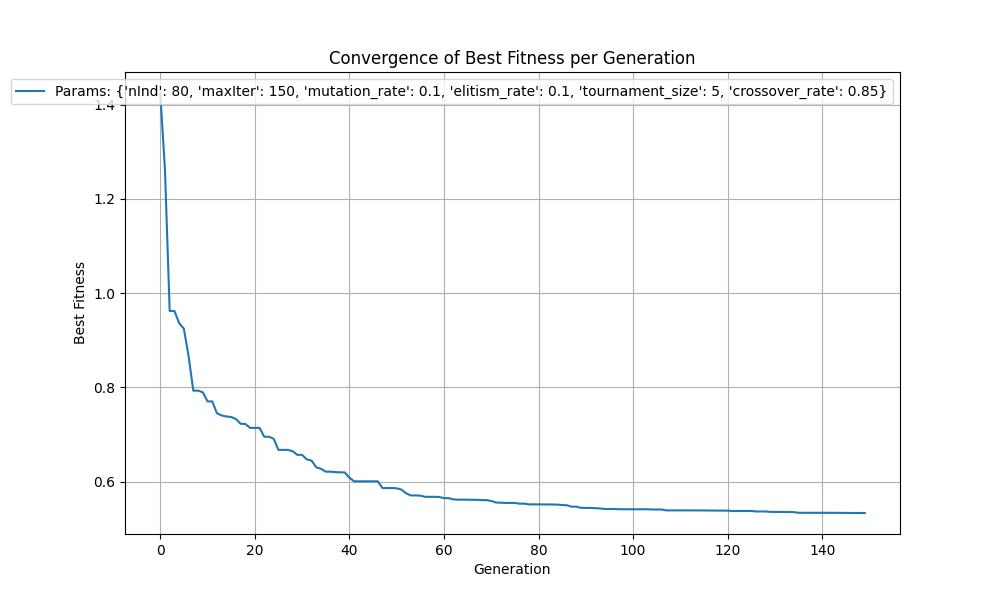 Convergence of Best Fitness per Generation
Params: {'nInd': 80, 'maxIter': 150, 'mutation_rate': 0.1, 'elitism_rate': 0.1, 'tournament_size': 5, 'crossover_rate': 0.85}
1.4
1.2
1.0
0.8
0.6
Best Fitness
0 20 40 60 80 100 120 140
Generation